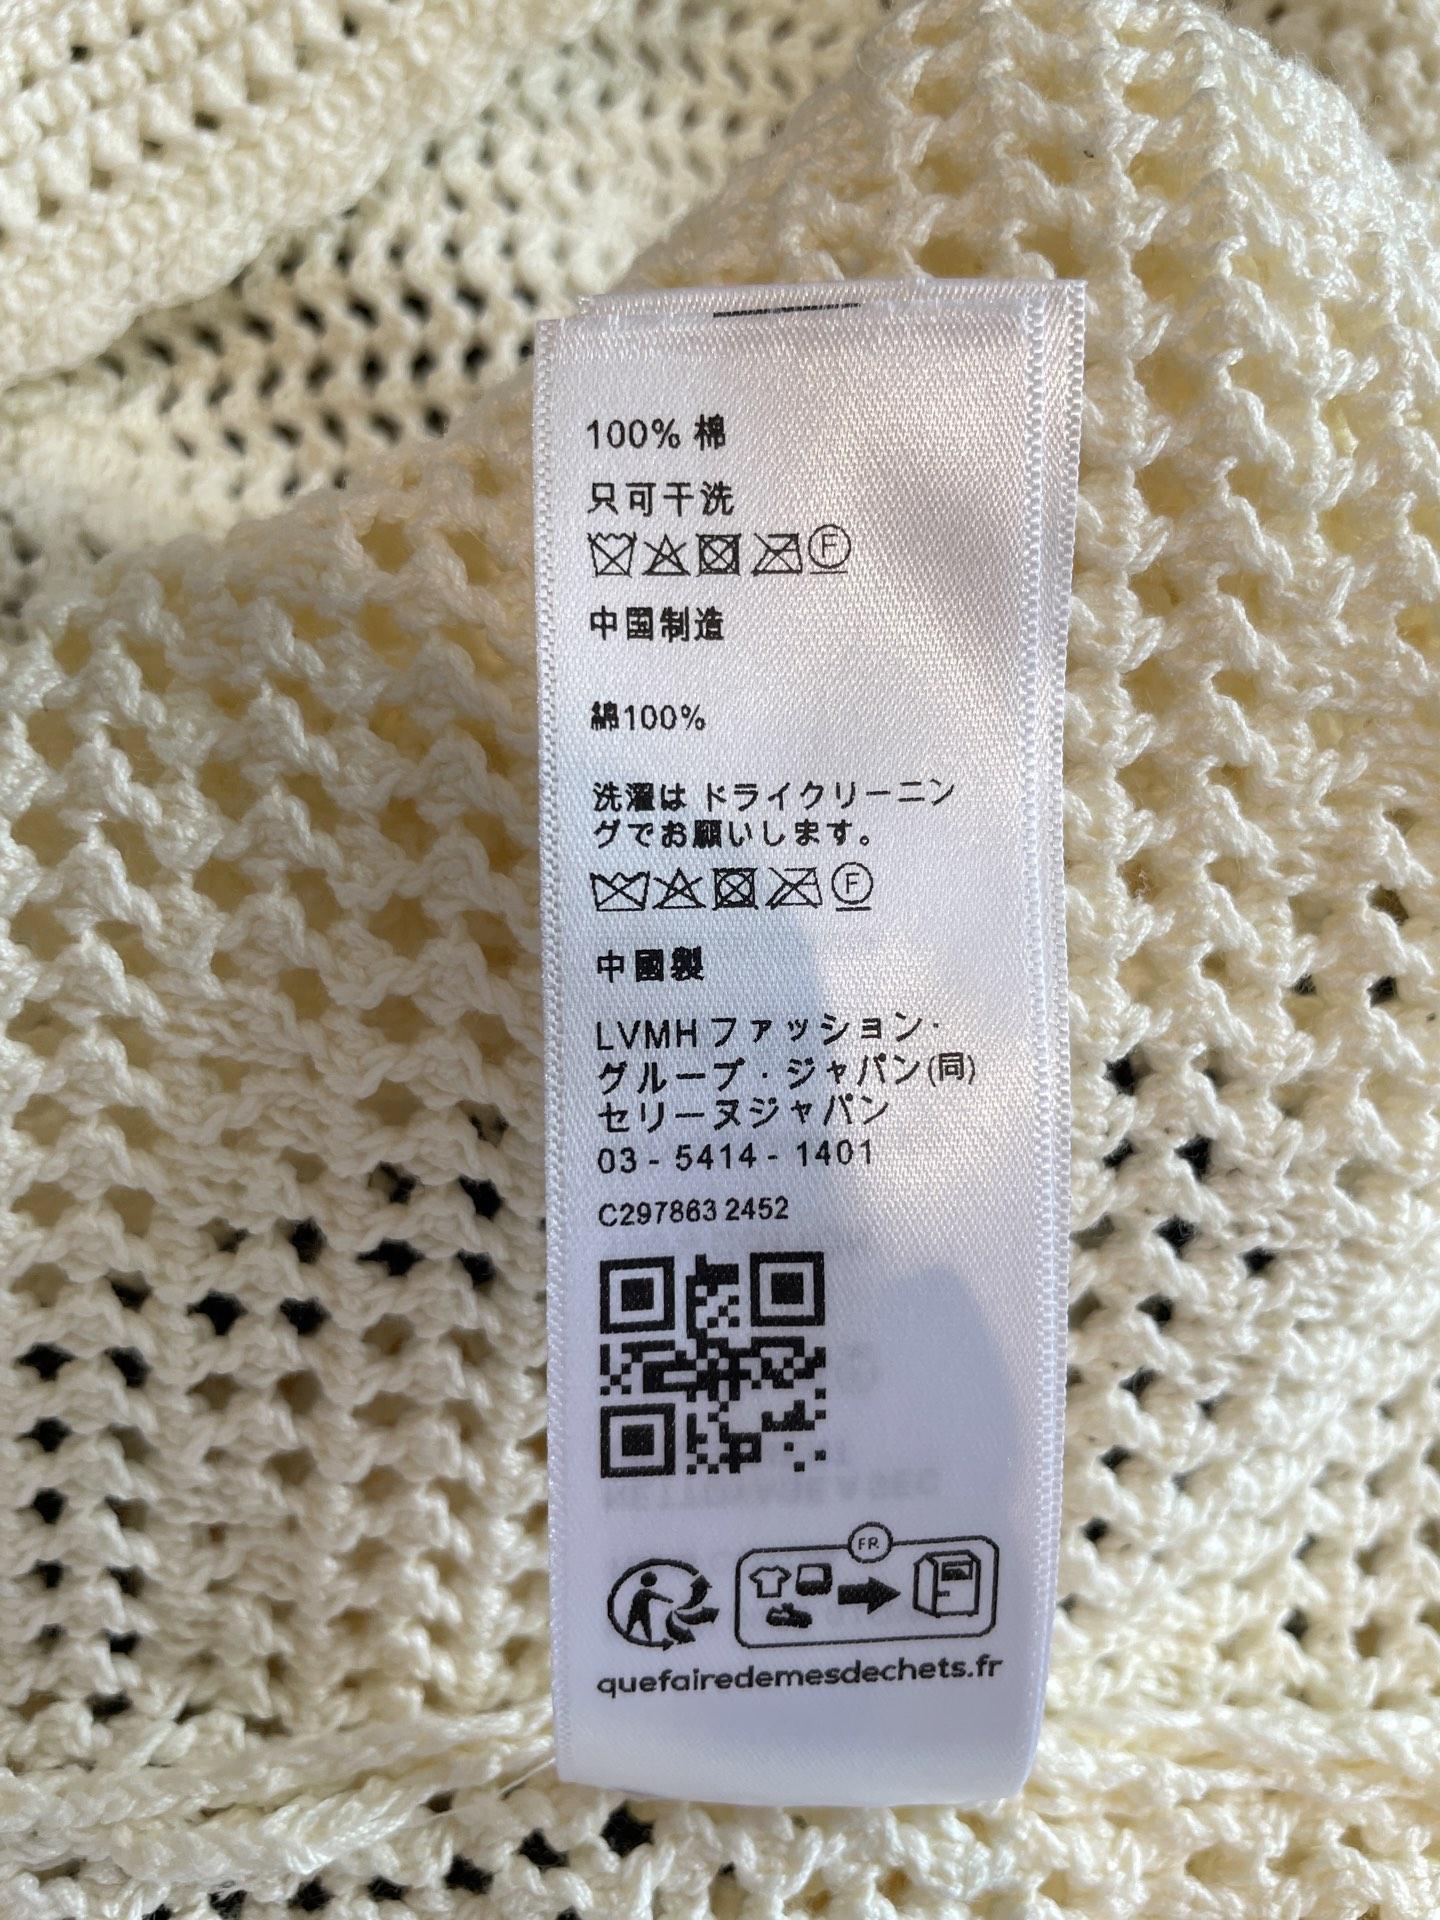 100% 棉
只可干洗
F
中国制造
綿100%
洗濯は ドライクリーニン
グでお願いします。
F
中國製
LVMH ファッション·
グループ・ジャパン(同)
セリーヌジャパン
03 - 5414 - 1401
C297863 2452
FR
quefairedemesdechets.fr